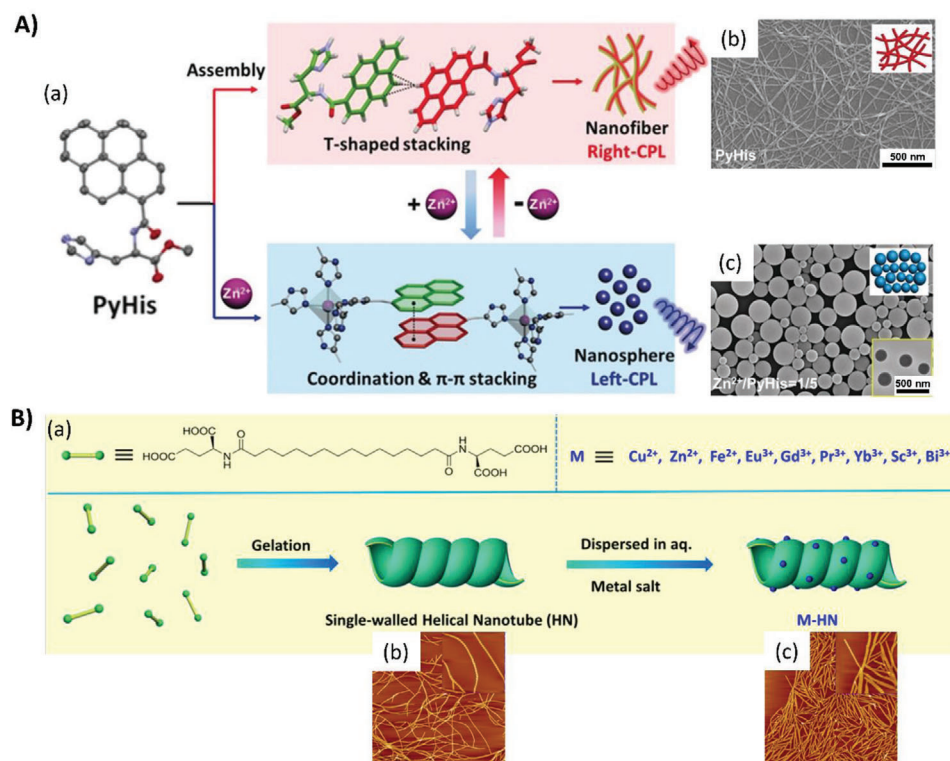 A)
(a)
PyHis
Assembly
Zn²⁺
T-shaped stacking
Nanofiber
Right-CPL
+ Zn²⁺
- Zn²⁺
Coordination & π-π stacking
Nanosphere
Left-CPL
(b)
PyHis
500 nm
(c)
Zn²⁺/PyHis=1/5
500 nm
B)
(a)
HOOC
HOOC
N
H
O
O
H
N
COOH
COOH
M ≡ Cu²⁺, Zn²⁺, Fe²⁺, Eu³⁺, Gd³⁺, Pr³⁺, Yb³⁺, Sc³⁺, Bi³⁺
Gelation
Single-walled Helical Nanotube (HN)
Dispersed in aq.
Metal salt
M-HN
(b)
(c)